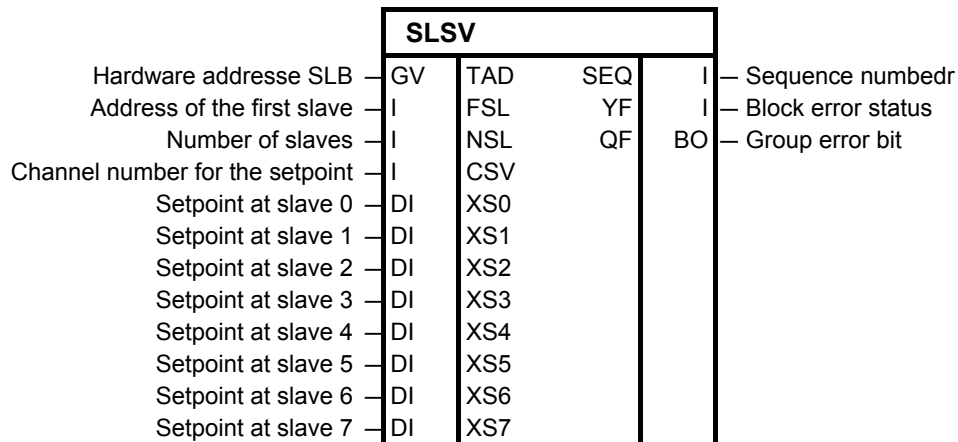 SLSV
Hardware addresse SLB GV TAD SEQ I Sequence numbedr
Address of the first slave I FSL YF I Block error status
Number of slaves I NSL QF BO Group error bit
Channel number for the setpoint I CSV
Setpoint at slave 0 DI XS0
Setpoint at slave 1 DI XS1
Setpoint at slave 2 DI XS2
Setpoint at slave 3 DI XS3
Setpoint at slave 4 DI XS4
Setpoint at slave 5 DI XS5
Setpoint at slave 6 DI XS6
Setpoint at slave 7 DI XS7